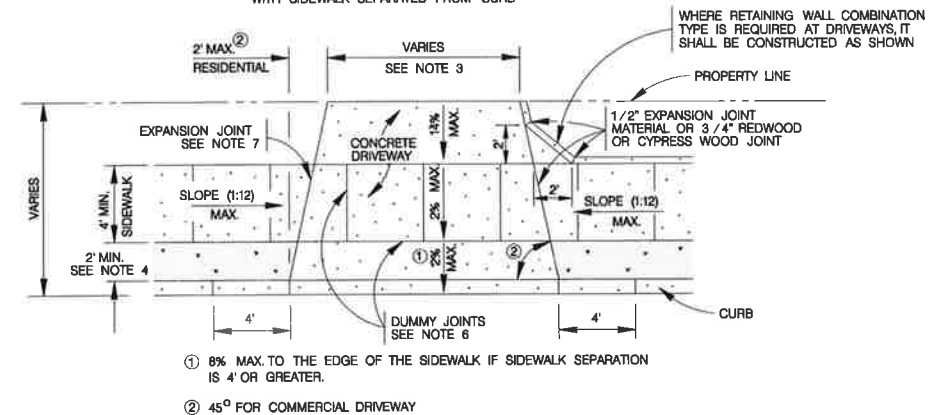 WITH SIDEWALK SEPARATED FROM CURB
WHERE RETAINING WALL COMBINATION
TYPE IS REQUIRED AT DRIVEWAYS, IT
SHALL BE CONSTRUCTED AS SHOWN
2' MAX. ②
RESIDENTIAL
VARIES
SEE NOTE 3
PROPERTY LINE
EXPANSION JOINT
SEE NOTE 7
CONCRETE
DRIVEWAY
14%
MAX.
2'
1/2" EXPANSION JOINT
MATERIAL OR 3/4" REDWOOD
OR CYPRESS WOOD JOINT
VARIES
4' MIN.
SIDEWALK
SLOPE (1:12)
MAX.
2%
MAX.
2'
SLOPE (1:12)
MAX.
2' MIN.
SEE NOTE 4
① 2%
MAX.
②
4'
DUMMY JOINTS
SEE NOTE 6
4'
CURB
① 8% MAX. TO THE EDGE OF THE SIDEWALK IF SIDEWALK SEPARATION
IS 4' OR GREATER.
② 45° FOR COMMERCIAL DRIVEWAY